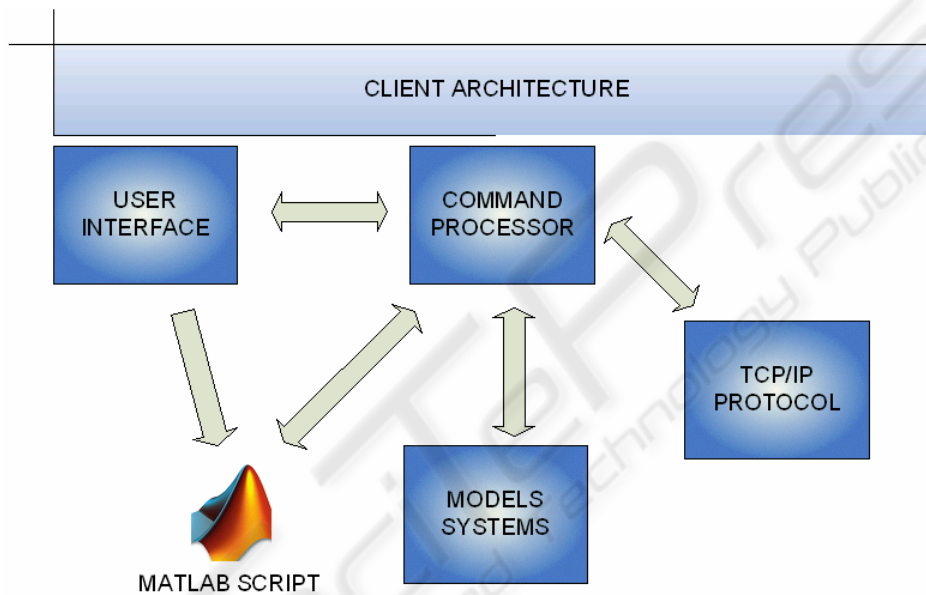 CLIENT ARCHITECTURE
USER
INTERFACE
COMMAND
PROCESSOR
TCP/IP
PROTOCOL
MODELS
SYSTEMS
MATLAB SCRIPT